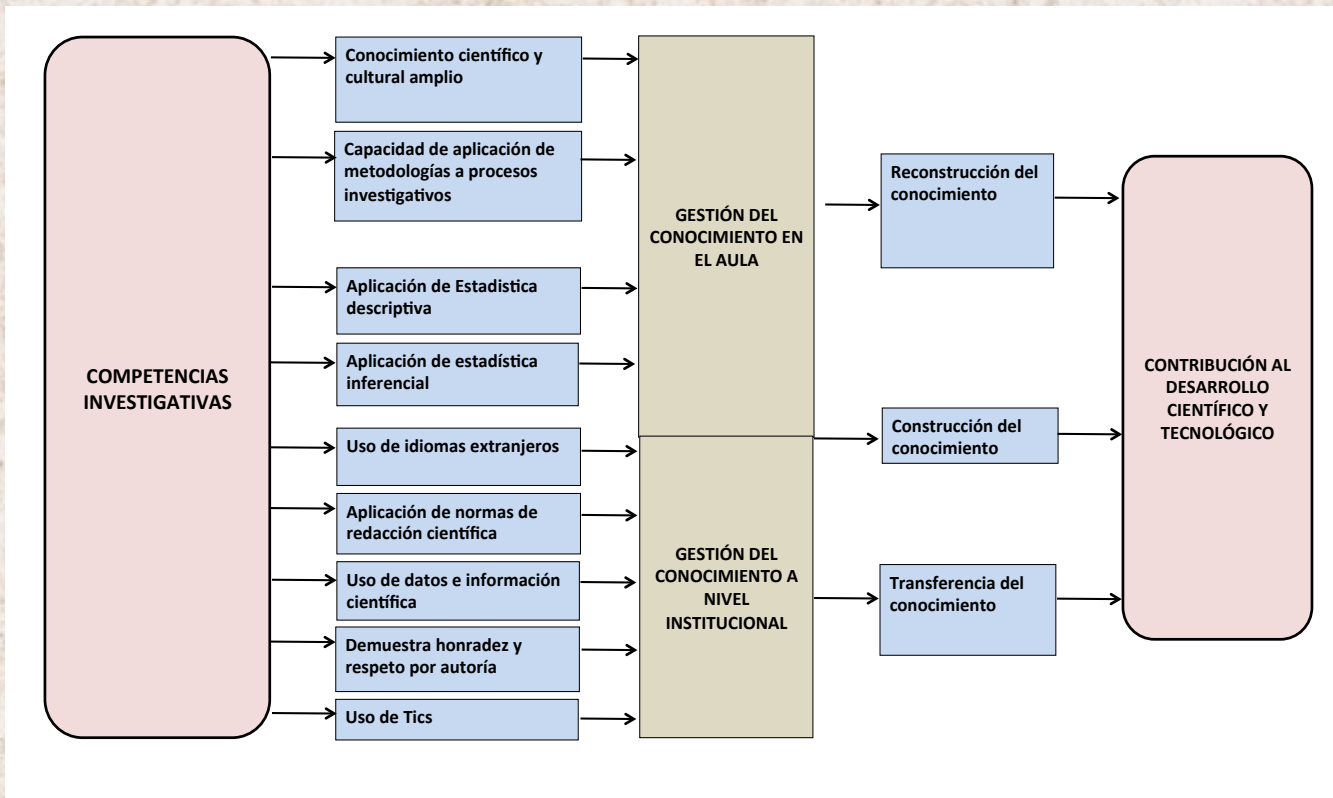 COMPETENCIAS
INVESTIGATIVAS
Conocimiento científico y
cultural amplio
Capacidad de aplicación de
metodologías a procesos
investigativos
Aplicación de Estadistica
descriptiva
Aplicación de estadística
inferencial
Uso de idiomas extranjeros
Aplicación de normas de
redacción científica
Uso de datos e información
científica
Demuestra honradez y
respeto por autoría
Uso de Tics
GESTIÓN DEL
CONOCIMIENTO EN
EL AULA
GESTIÓN DEL
CONOCIMIENTO A
NIVEL
INSTITUCIONAL
Reconstrucción del
conocimiento
Construcción del
conocimiento
Transferencia del
conocimiento
CONTRIBUCIÓN AL
DESARROLLO
CIENTÍFICO Y
TECNOLÓGICO